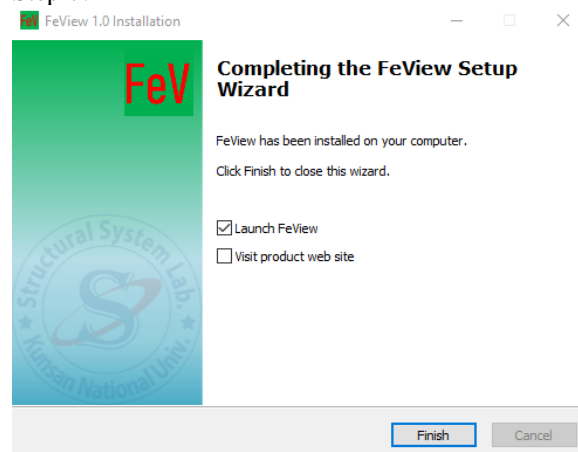 FeV FeView 1.0 Installation
FeV
Completing the FeView Setup
Wizard
FeView has been installed on your computer.
Click Finish to close this wizard.
Launch FeView
Visit product web site
Structural System Lab.
Kunsan National Univ.
S
Finish Cancel